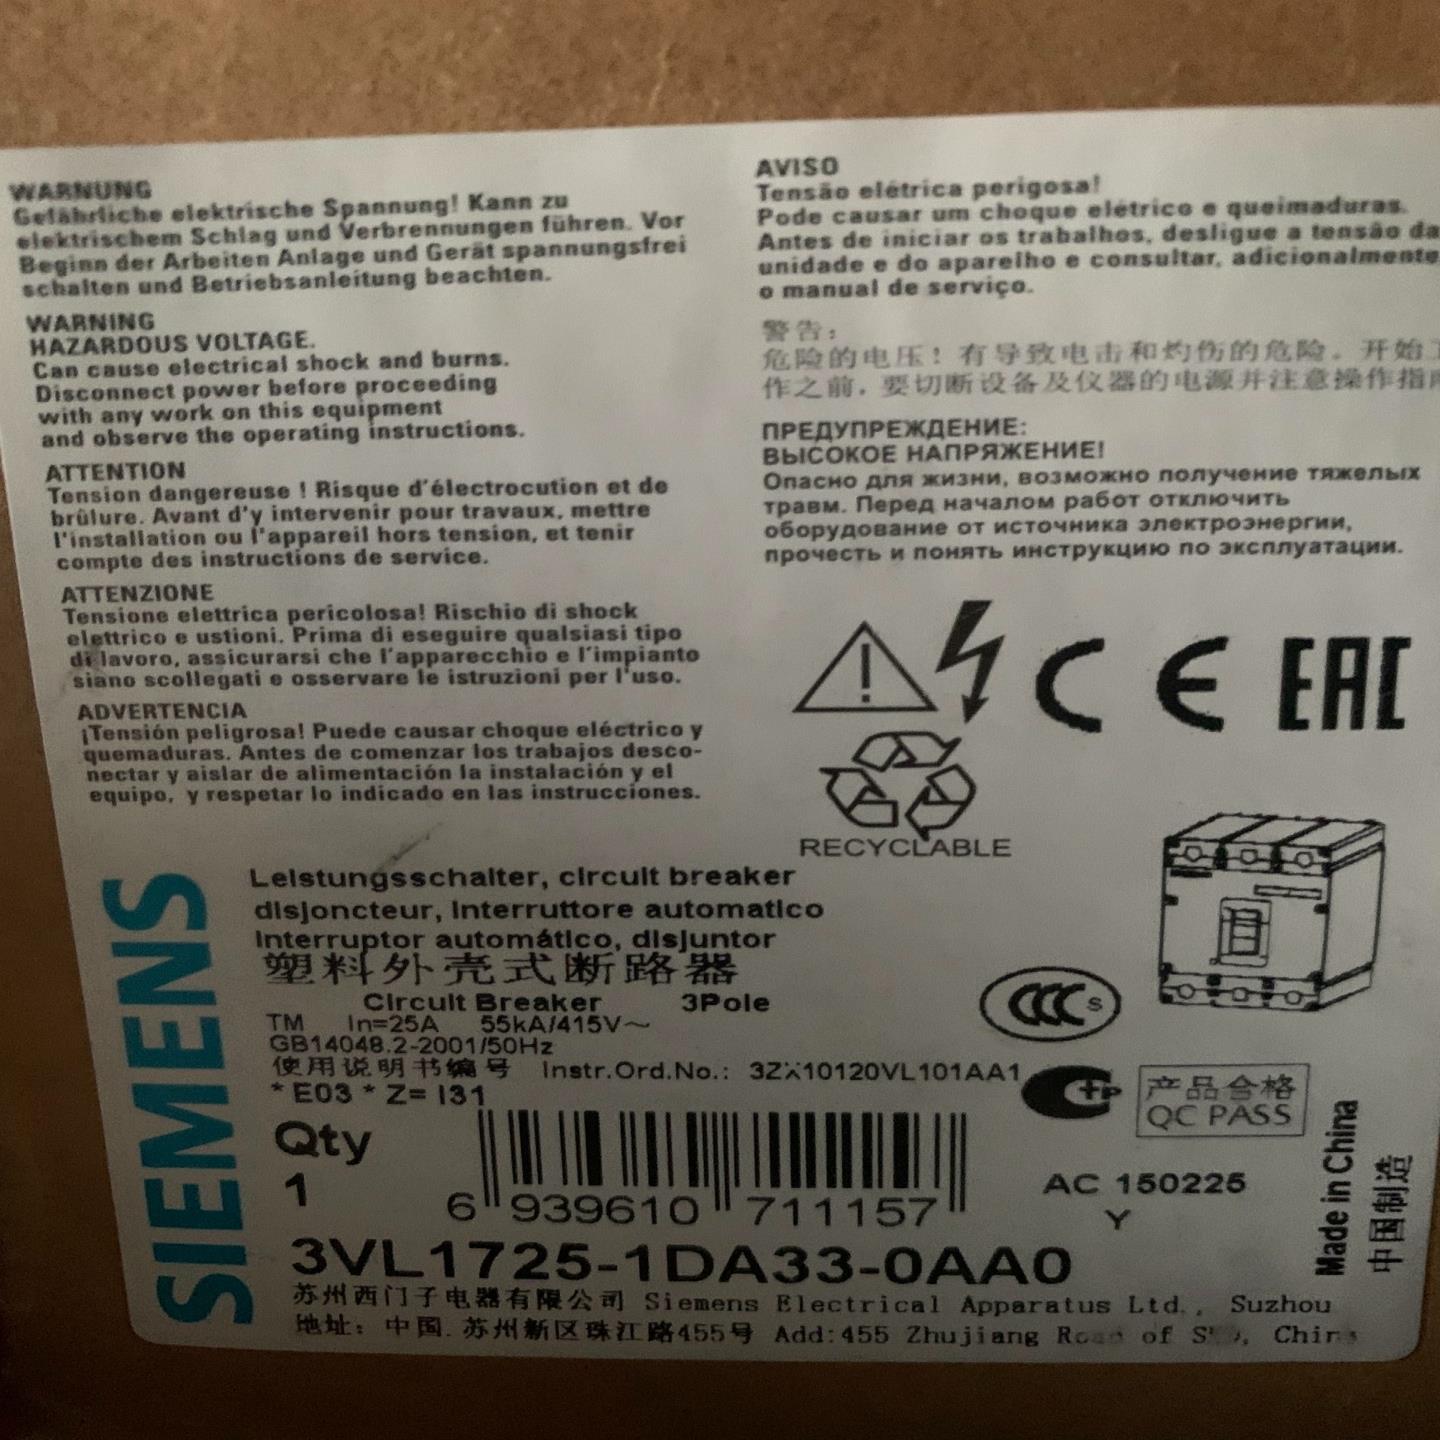 WARNUNG
Gefährliche elektrische Spannung! Kann zu
elektrischem Schlag und Verbrennungen führen. Vor
Beginn der Arbeiten Anlage und Gerät spannungsfrei
schalten und Betriebsanleitung beachten.
WARNING
HAZARDOUS VOLTAGE.
Can cause electrical shock and burns.
Disconnect power before proceeding
with any work on this equipment
and observe the operating instructions.
ATTENTION
Tension dangereuse ! Risque d'électrocution et de
brûlure. Avant d'y intervenir pour travaux, mettre
l'installation ou l'appareil hors tension, et tenir
compte des instructions de service.
ATTENZIONE
Tensione elettrica pericolosa! Rischio di shock
elettrico e ustioni. Prima di eseguire qualsiasi tipo
di lavoro, assicurarsi che l'apparecchio e l'impianto
siano scollegati e osservare le istruzioni per l'uso.
ADVERTENCIA
¡Tensión peligrosa! Puede causar choque eléctrico y
quemaduras. Antes de comenzar los trabajos desco-
nectar y aislar de alimentación la instalación y el
equipo, y respetar lo indicado en las instrucciones.
AVISO
Tensão elétrica perigosa!
Pode causar um choque elétrico e queimaduras.
Antes de iniciar os trabalhos, desligue a tensão da
unidade e do aparelho e consultar, adicionalmente
o manual de serviço.
警告:
危险的电压! 有导致电击和灼伤的危险。开始工
作之前, 要切断设备及仪器的电源并注意操作指南
ПРЕДУПРЕЖДЕНИЕ:
ВЫСОКОЕ НАПРЯЖЕНИЕ!
Опасно для жизни, возможно получение тяжелых
травм. Перед началом работ отключить
оборудование от источника электроэнергии,
прочесть и понять инструкцию по эксплуатации.
CE EAC
RECYCLABLE
SIEMENS
Leistungsschalter, circuit breaker
disjoncteur, Interruttore automatico
Interruptor automático, disjuntor
塑料外壳式断路器
Circuit Breaker 3Pole
TM In=25A 55kA/415V~
GB14048.2-2001/50Hz
使用说明书编号 Instr.Ord.No.: 3ZX10120VL101AA1
* E03 * Z= I31
CCC S
产品合格
QC PASS
Qty
1
6 939610 711157
AC 150225
Y
Made in China
中国制造
3VL1725-1DA33-0AA0
苏州西门子电器有限公司 Siemens Electrical Apparatus Ltd., Suzhou
地址: 中国. 苏州新区珠江路455号 Add:455 Zhujiang Road of